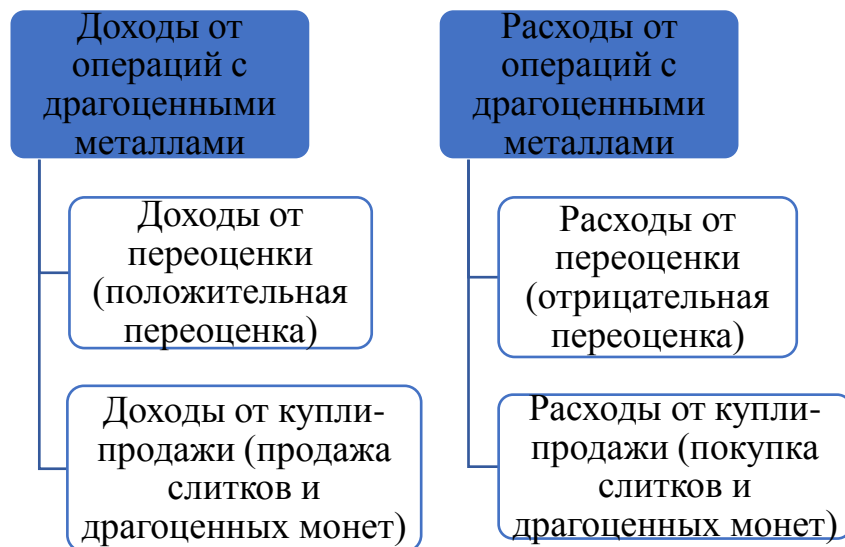 Доходы от
операций с
драгоценными
металлами
Доходы от
переоценки
(положительная
переоценка)
Доходы от купли-
продажи (продажа
слитков и
драгоценных монет)
Расходы от
операций с
драгоценными
металлами
Расходы от
переоценки
(отрицательная
переоценка)
Расходы от купли-
продажи (покупка
слитков и
драгоценных монет)